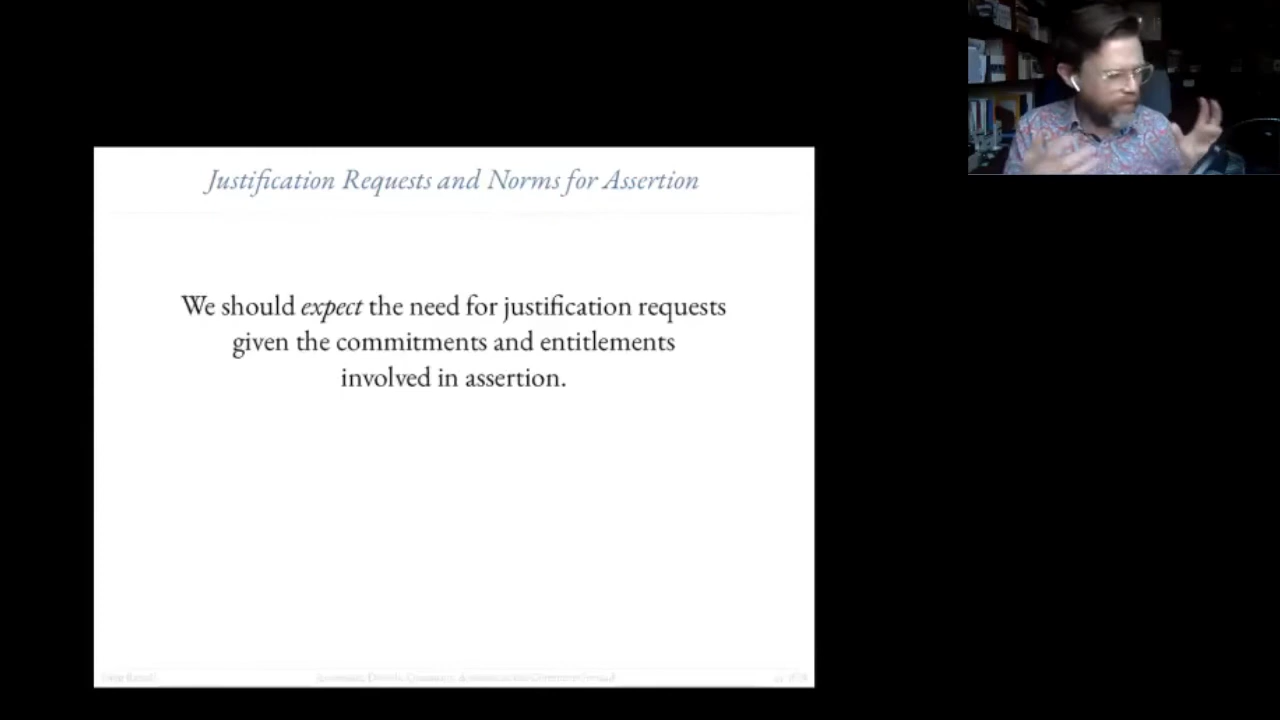 Justification Requests and Norms for Assertion
We should expect the need for justification requests
given the commitments and entitlements
involved in assertion.